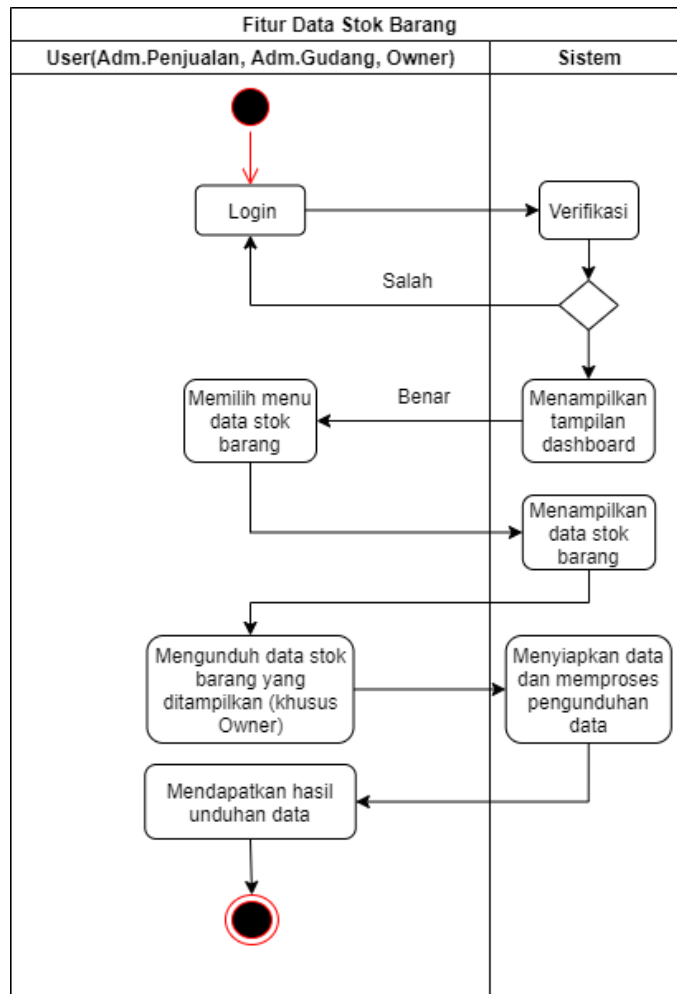 Fitur Data Stok Barang
User(Adm.Penjualan, Adm.Gudang, Owner)
Sistem
Login
Verifikasi
Salah
Memilih menu
data stok
barang
Benar
Menampilkan
tampilan
dashboard
Menampilkan
data stok
barang
Mengunduh data stok
barang yang
ditampilkan (khusus
Owner)
Menyiapkan data
dan memproses
pengunduhan
data
Mendapatkan hasil
unduhan data